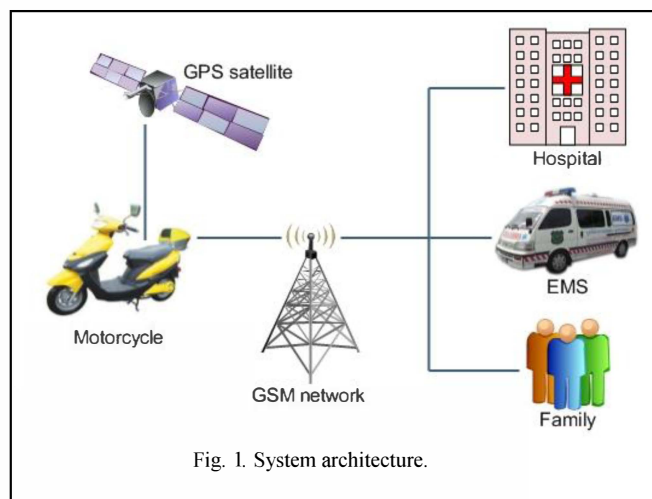 GPS satellite
Hospital
Motorcycle
GSM network
EMS
Family
Fig. 1. System architecture.